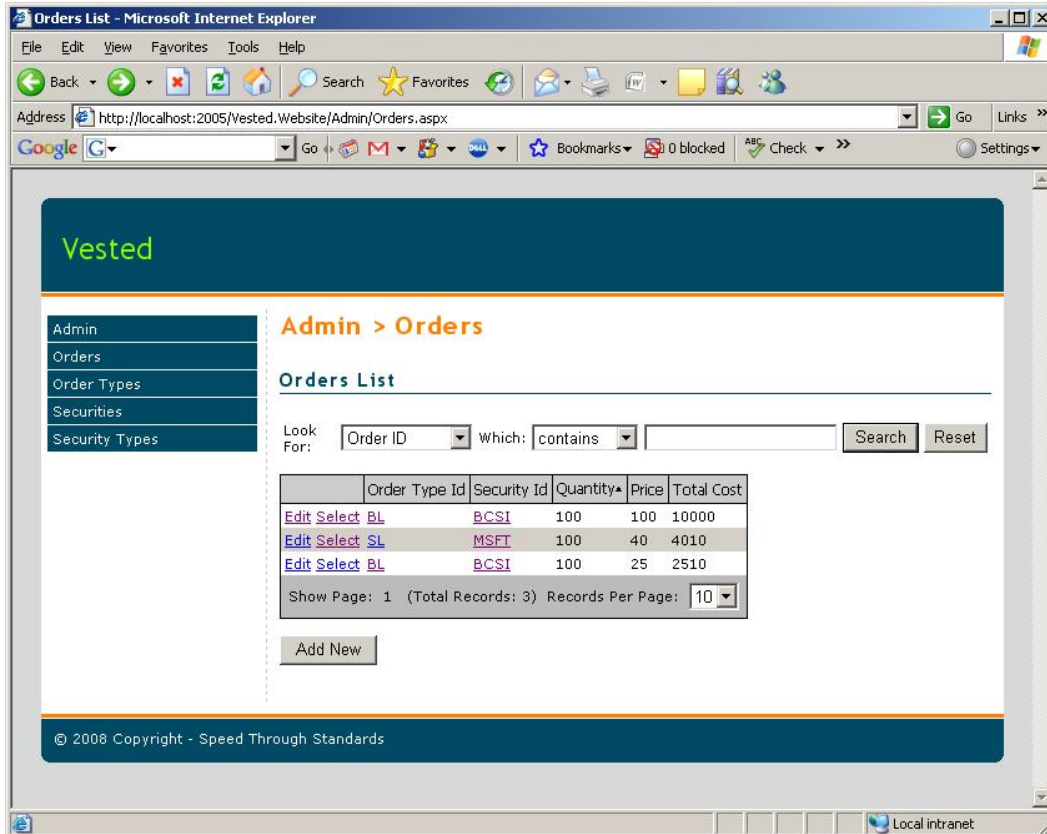 Orders List - Microsoft Internet Explorer
File Edit View Favorites Tools Help
Back Search Favorites
Address http://localhost:2005/Vested.Website/Admin/Orders.aspx Go Links »
Google G Go Bookmarks 0 blocked ABC Check » Settings
Vested
Admin
Orders
Order Types
Securities
Security Types
Admin > Orders
Orders List
Look For: Order ID Which: contains Search Reset
Order Type Id Security Id Quantity Price Total Cost
Edit Select BL BCSI 100 100 10000
Edit Select SL MSFT 100 40 4010
Edit Select BL BCSI 100 25 2510
Show Page: 1 (Total Records: 3) Records Per Page: 10
Add New
© 2008 Copyright - Speed Through Standards
Local intranet